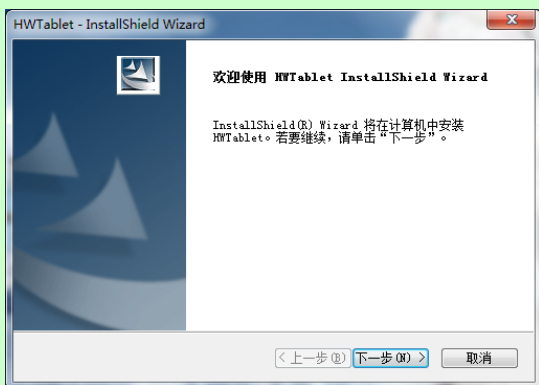 HWTablet - InstallShield Wizard
欢迎使用 HWTablet InstallShield Wizard
InstallShield(R) Wizard 将在计算机中安装
HWTablet。若要继续，请单击“下一步”。
< 上一步(B) 下一步(N) > 取消